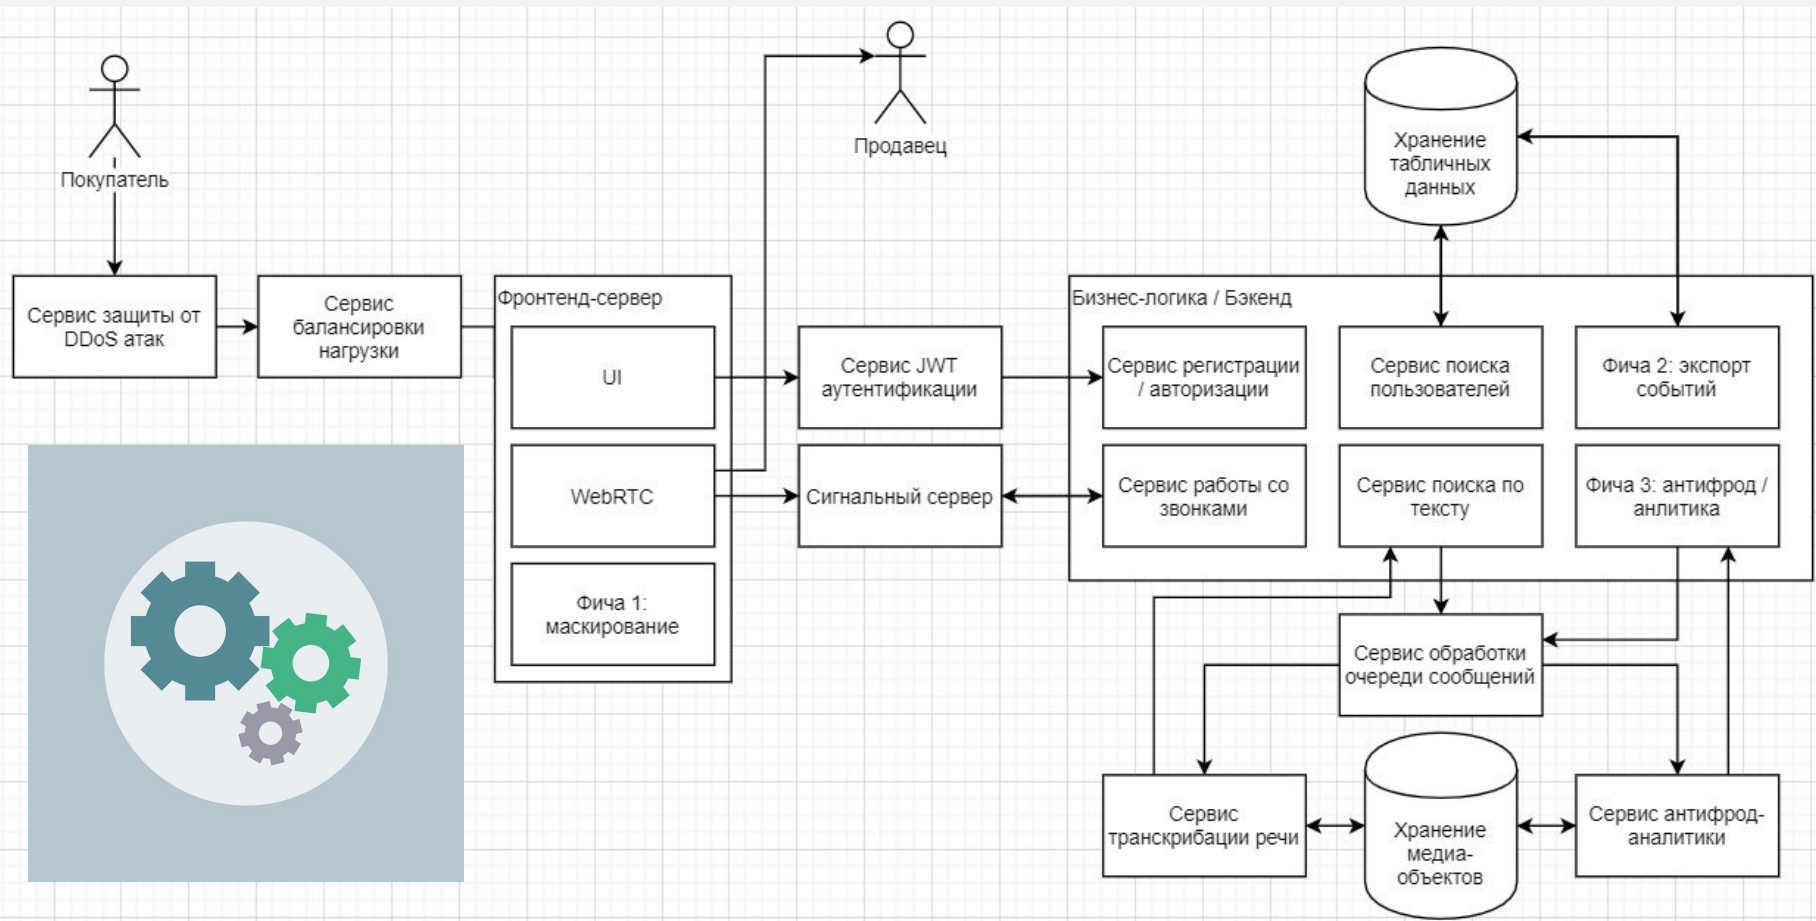 Покупатель
Продавец
Хранение
табличных
данных
Сервис защиты от
DDoS атак
Сервис
балансировки
нагрузки
Фронтенд-сервер
UI
WebRTC
Фича 1:
маскирование
Сервис JWT
аутентификации
Сигнальный сервер
Бизнес-логика / Бэкенд
Сервис регистрации
/ авторизации
Сервис поиска
пользователей
Фича 2: экспорт
событий
Сервис работы со
звонками
Сервис поиска по
тексту
Фича 3: антифрод /
анлитика
Сервис обработки
очереди сообщений
Сервис
транскрибации речи
Хранение
медиа-
объектов
Сервис антифрод-
аналитики